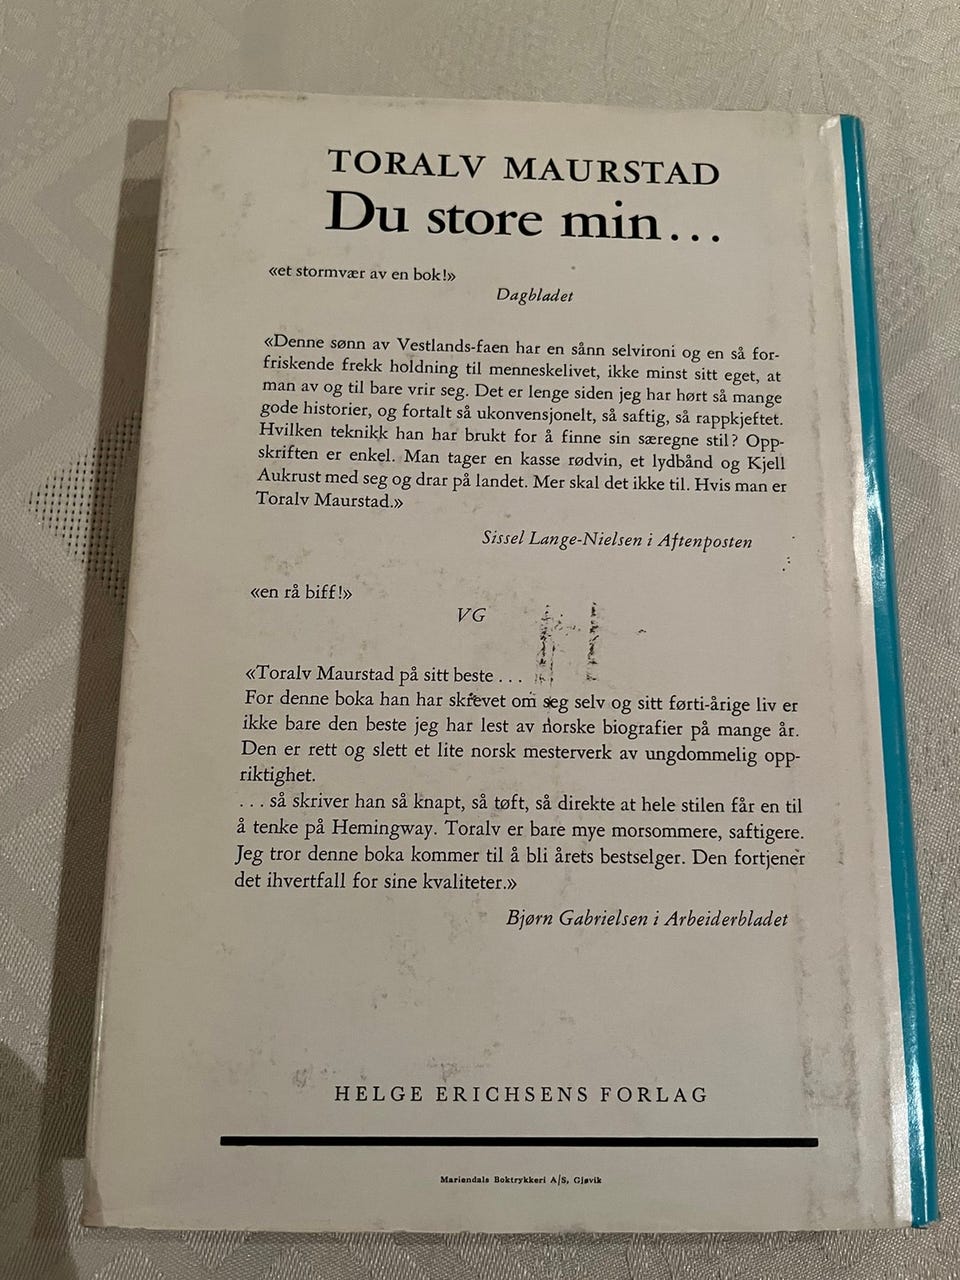 TORALV MAURSTAD
Du store min...
«et stormvær av en bok!»
Dagbladet
«Denne sønn av Vestlands-faen har en sånn selvironi og en så for-
friskende frekk holdning til menneskelivet, ikke minst sitt eget, at
man av og til bare vrir seg. Det er lenge siden jeg har hørt så mange
gode historier, og fortalt så ukonvensjonelt, så saftig, så rappkjeftet.
Hvilken teknikk han har brukt for å finne sin særegne stil? Opp-
skriften er enkel. Man tager en kasse rødvin, et lydbånd og Kjell
Aukrust med seg og drar på landet. Mer skal det ikke til. Hvis man er
Toralv Maurstad.»
Sissel Lange-Nielsen i Aftenposten
«en rå biff!»
VG
«Toralv Maurstad på sitt beste . . .
For denne boka han har skrevet om seg selv og sitt førti-årige liv er
ikke bare den beste jeg har lest av norske biografier på mange år.
Den er rett og slett et lite norsk mesterverk av ungdommelig opp-
riktighet.
. . . så skriver han så knapt, så tøft, så direkte at hele stilen får en til
å tenke på Hemingway. Toralv er bare mye morsommere, saftigere.
Jeg tror denne boka kommer til å bli årets bestselger. Den fortjener
det ihvertfall for sine kvaliteter.»
Bjørn Gabrielsen i Arbeiderbladet
HELGE ERICHSENS FORLAG
Mariendals Boktrykkeri A/S, Gjøvik